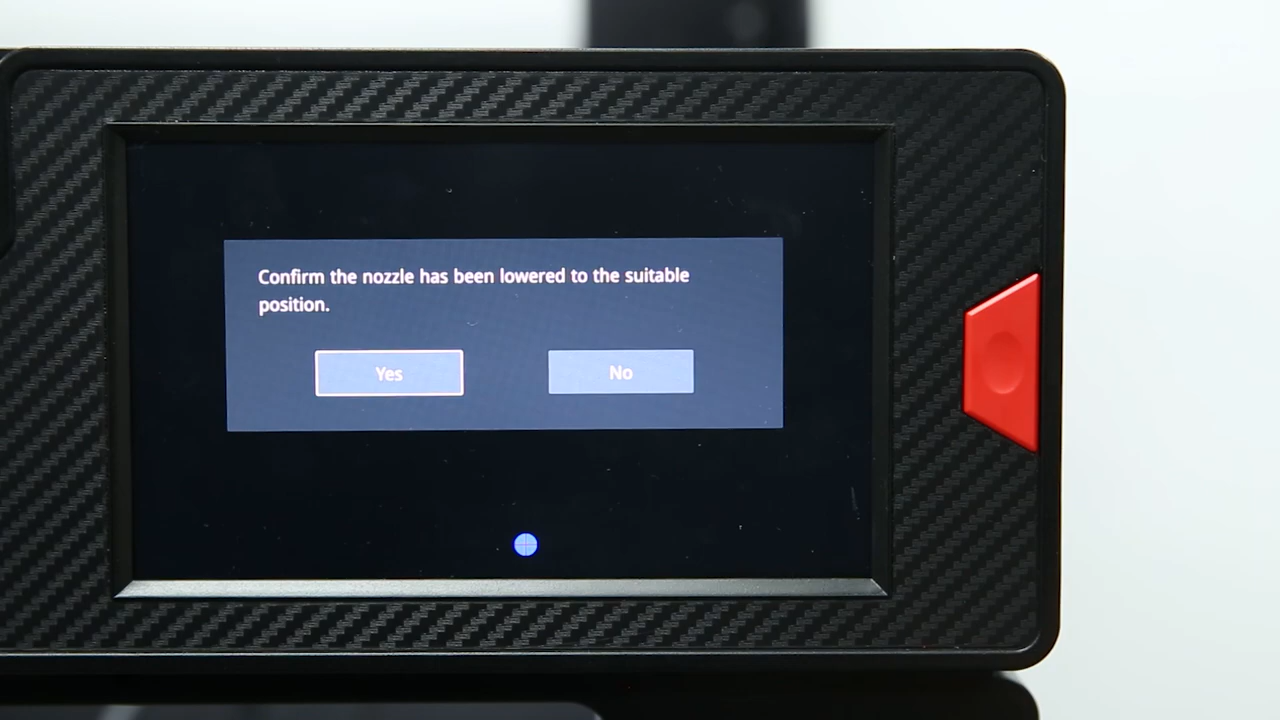 Confirm the nozzle has been lowered to the suitable
position.
Yes
No